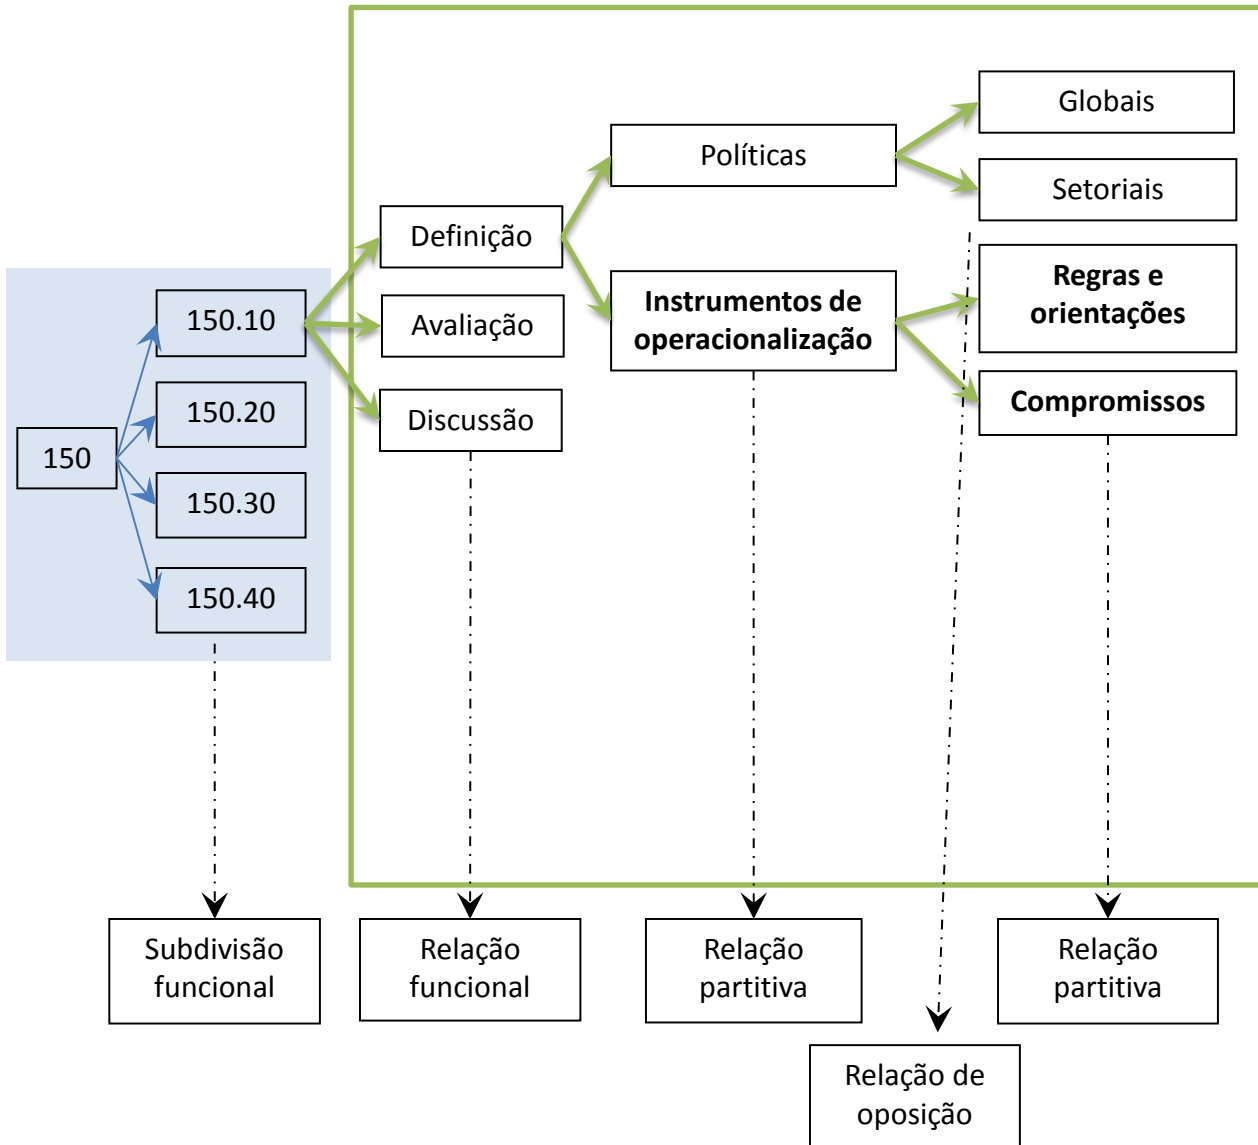 Globais
Políticas
Setoriais
Definição
Regras e
orientações
Instrumentos de
operacionalização
150.10
Avaliação
Compromissos
150.20
Discussão
150
150.30
150.40
Subdivisão
funcional
Relação
funcional
Relação
partitiva
Relação
partitiva
Relação de
oposição